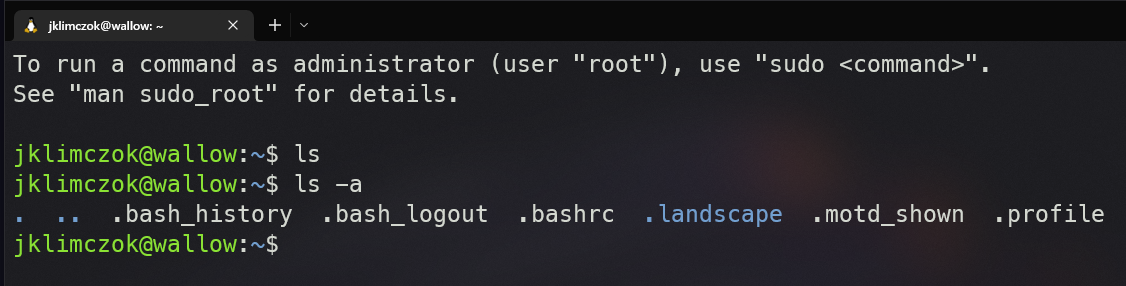 jklimczok@wallow: ~
To run a command as administrator (user "root"), use "sudo <command>".
See "man sudo_root" for details.
jklimczok@wallow:~$ ls
jklimczok@wallow:~$ ls -a
.  ..  .bash_history  .bash_logout  .bashrc  .landscape  .motd_shown  .profile
jklimczok@wallow:~$